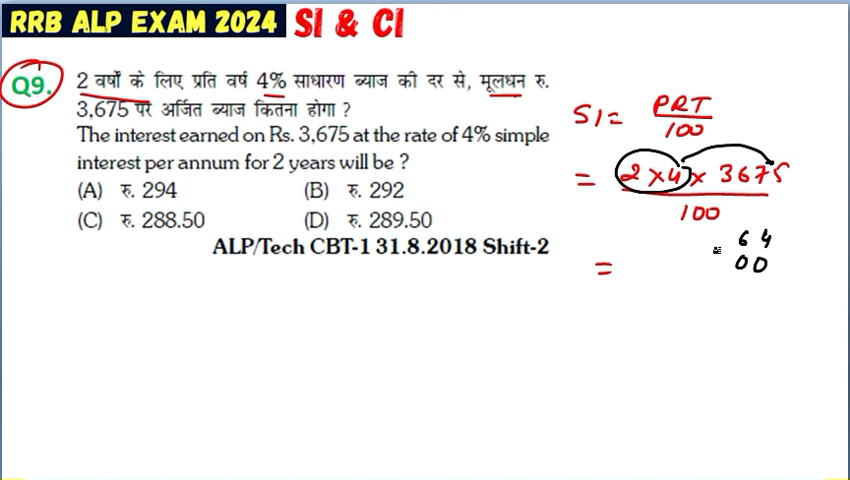 RRB ALP EXAM 2024 SI & CI
Q9. 2 वर्षों के लिए प्रति वर्ष 4% साधारण ब्याज की दर से, मूलधन रु.
3,675 पर अर्जित ब्याज कितना होगा ?
The interest earned on Rs. 3,675 at the rate of 4% simple
interest per annum for 2 years will be ?
(A) रु. 294 (B) रु. 292
(C) रु. 288.50 (D) रु. 289.50
ALP/Tech CBT-1 31.8.2018 Shift-2
SI = PRT
100
= 2 × 4 × 3675
100
6 4
= 00